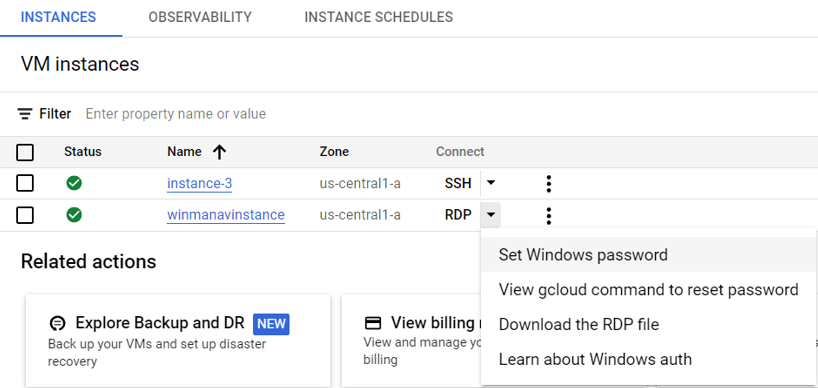 INSTANCES OBSERVABILITY INSTANCE SCHEDULES
VM instances
Filter Enter property name or value
Status Name Zone Connect
instance-3 us-central1-a SSH
winmanavinstance us-central1-a RDP
Set Windows password
View gcloud command to reset password
Download the RDP file
Learn about Windows auth
Related actions
Explore Backup and DR NEW
Back up your VMs and set up disaster
recovery
View billing
View and manage
billing